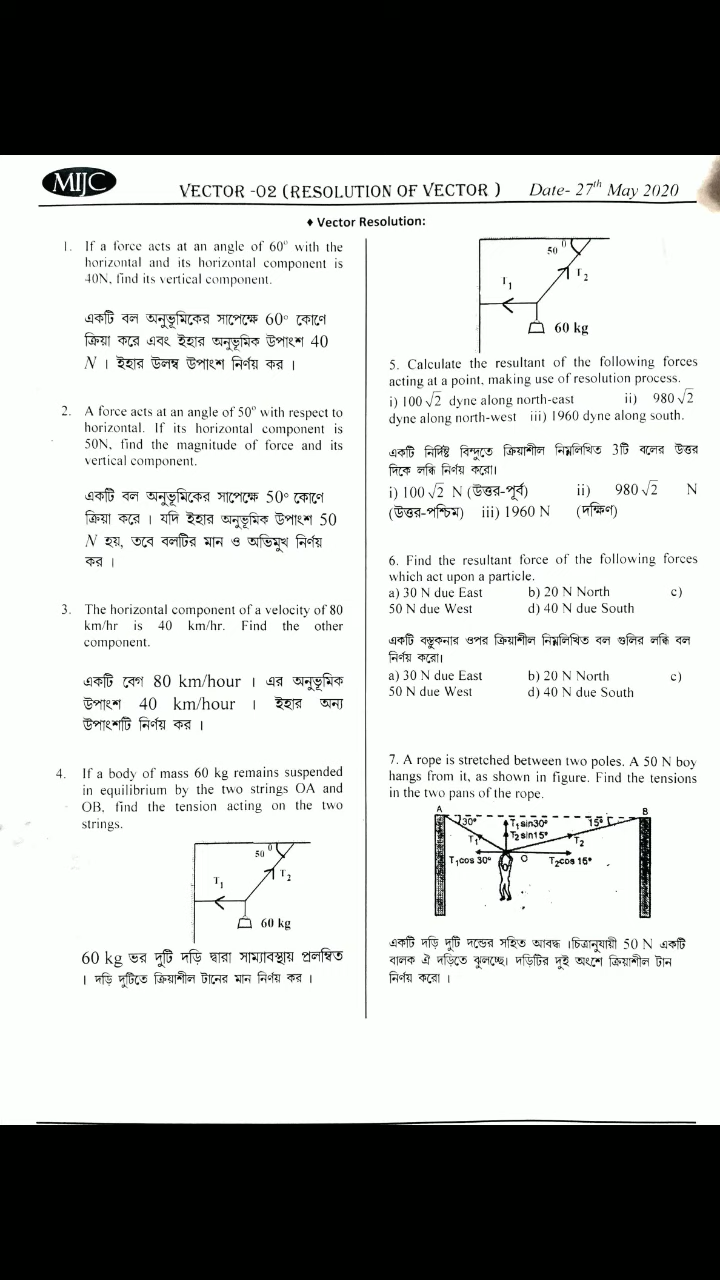 MIJC
VECTOR -02 (RESOLUTION OF VECTOR )
Date- 27th May 2020
♦ Vector Resolution:
1. If a force acts at an angle of 60° with the
horizontal and its horizontal component is
40N, find its vertical component.
একটি বল অনুভূমিকের সাপেক্ষে 60° কোণে
ক্রিয়া করে এবং ইহার অনুভূমিক উপাংশ 40
N । ইহার উলম্ব উপাংশ নির্ণয় কর ।
2. A force acts at an angle of 50° with respect to
horizontal. If its horizontal component is
50N, find the magnitude of force and its
vertical component.
একটি বল অনুভূমিকের সাপেক্ষে 50° কোণে
ক্রিয়া করে । যদি ইহার অনুভূমিক উপাংশ 50
N হয়, তবে বলটির মান ও অভিমুখ নির্ণয়
কর ।
3. The horizontal component of a velocity of 80
km/hr is 40 km/hr. Find the other
component.
একটি বেগ 80 km/hour । এর অনুভূমিক
উপাংশ 40 km/hour । ইহার অন্য
উপাংশটি নির্ণয় কর ।
4. If a body of mass 60 kg remains suspended
in equilibrium by the two strings OA and
OB, find the tension acting on the two
strings.
50 0
T1
T2
60 kg
60 kg ভর দুটি দড়ি দ্বারা সাম্যাবস্থায় প্রলম্বিত
। দড়ি দুটিতে ক্রিয়াশীল টানের মান নির্ণয় কর ।
50 0
T1
T2
60 kg
5. Calculate the resultant of the following forces
acting at a point, making use of resolution process.
i) 100 √2 dyne along north-east ii) 980 √2
dyne along north-west iii) 1960 dyne along south.
একটি নির্দিষ্ট বিন্দুতে ক্রিয়াশীল নিম্নলিখিত 3টি বলের উত্তর
দিকে লব্ধি নির্ণয় করো।
i) 100 √2 N (উত্তর-পূর্ব) ii) 980 √2 N
(উত্তর-পশ্চিম) iii) 1960 N (দক্ষিণ)
6. Find the resultant force of the following forces
which act upon a particle.
a) 30 N due East b) 20 N North c)
50 N due West d) 40 N due South
একটি বস্তুকনার ওপর ক্রিয়াশীল নিম্নলিখিত বল গুলির লব্ধি বল
নির্ণয় করো।
a) 30 N due East b) 20 N North c)
50 N due West d) 40 N due South
7. A rope is stretched between two poles. A 50 N boy
hangs from it, as shown in figure. Find the tensions
in the two pans of the rope.
A B
30° T1sin30° 15°
T1 T2sin15° T2
T1cos 30° O T2cos 15°
একটি দড়ি দুটি দন্ডের সহিত আবদ্ধ ।চিত্রানুযায়ী 50 N একটি
বালক ঐ দড়িতে ঝুলছে। দড়িটির দুই অংশে ক্রিয়াশীল টান
নির্ণয় করো ।